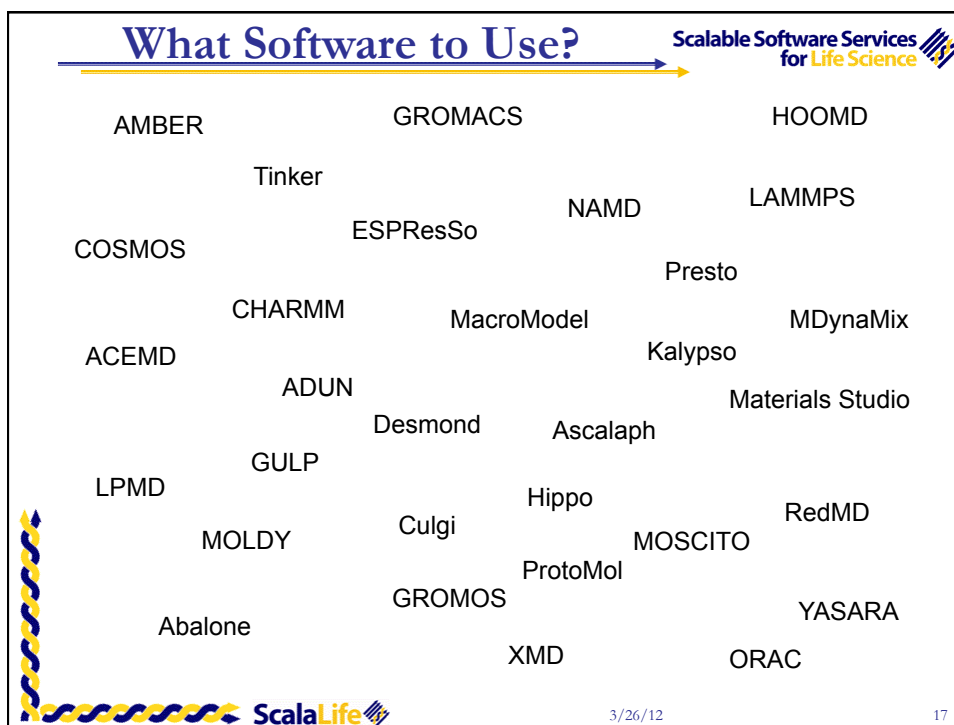 What Software to Use?
Scalable Software Services
for Life Science
AMBER
GROMACS
HOOMD
Tinker
NAMD
LAMMPS
ESPResSo
COSMOS
Presto
CHARMM
MacroModel
MDynaMix
ACEMD
Kalypso
ADUN
Materials Studio
Desmond
Ascalaph
GULP
LPMD
Hippo
RedMD
MOLDY
Culgi
MOSCITO
ProtoMol
GROMOS
YASARA
Abalone
XMD
ORAC
ScalaLife
3/26/12
17